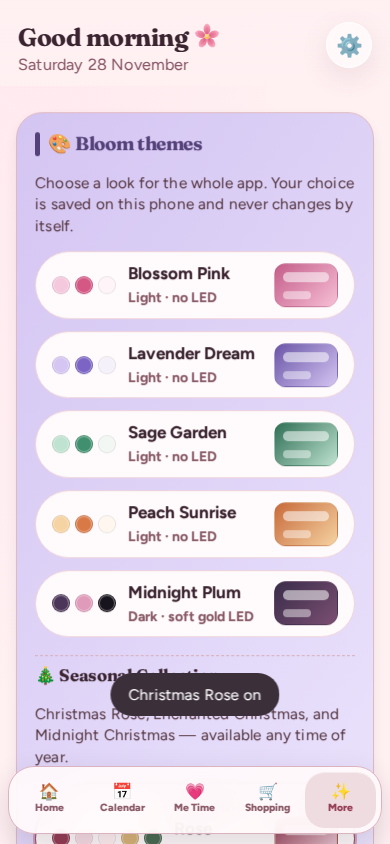 Good morning 🌸
Saturday 28 November
🎨 Bloom themes
Choose a look for the whole app. Your choice
is saved on this phone and never changes by
itself.
Blossom Pink
Light · no LED
Lavender Dream
Light · no LED
Sage Garden
Light · no LED
Peach Sunrise
Light · no LED
Midnight Plum
Dark · soft gold LED
🎄 Seasonal Collection
Christmas Rose on
Christmas Rose, Enchanted Christmas, and
Midnight Christmas — available any time of
year.
Rose
Home
Calendar
Me Time
Shopping
More